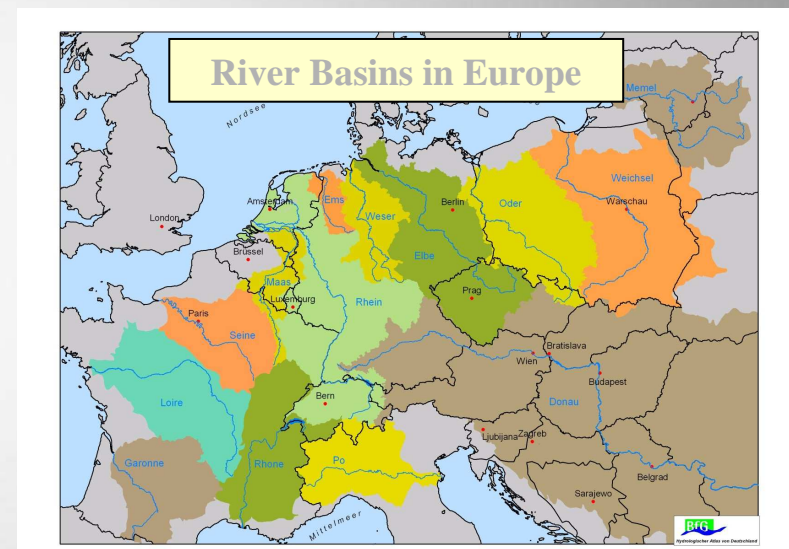 River Basins in Europe
Nordsee
Memel
Weichsel
Warschau
Amsterdam
Ems
Weser
Berlin
Oder
London
Elbe
Brüssel
Maas
Luxemburg
Rhein
Prag
Paris
Seine
Bratislava
Wien
Budapest
Loire
Bern
Donau
Ljubljana
Zagreb
Garonne
Rhone
Po
Belgrad
Sarajewo
Mittelmeer
BfG
Hydrologischer Atlas von Deutschland